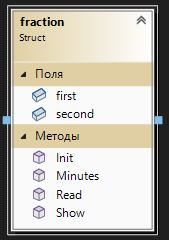 fraction
Struct
Поля
first
second
Методы
Init
Minutes
Read
Show